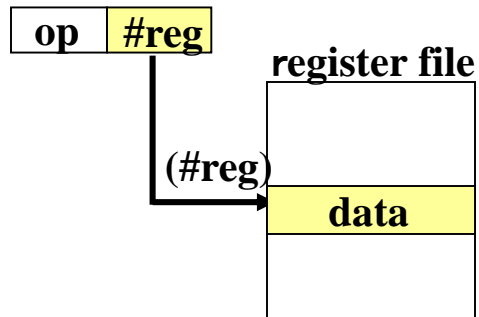 op #reg
register file
(#reg)
data